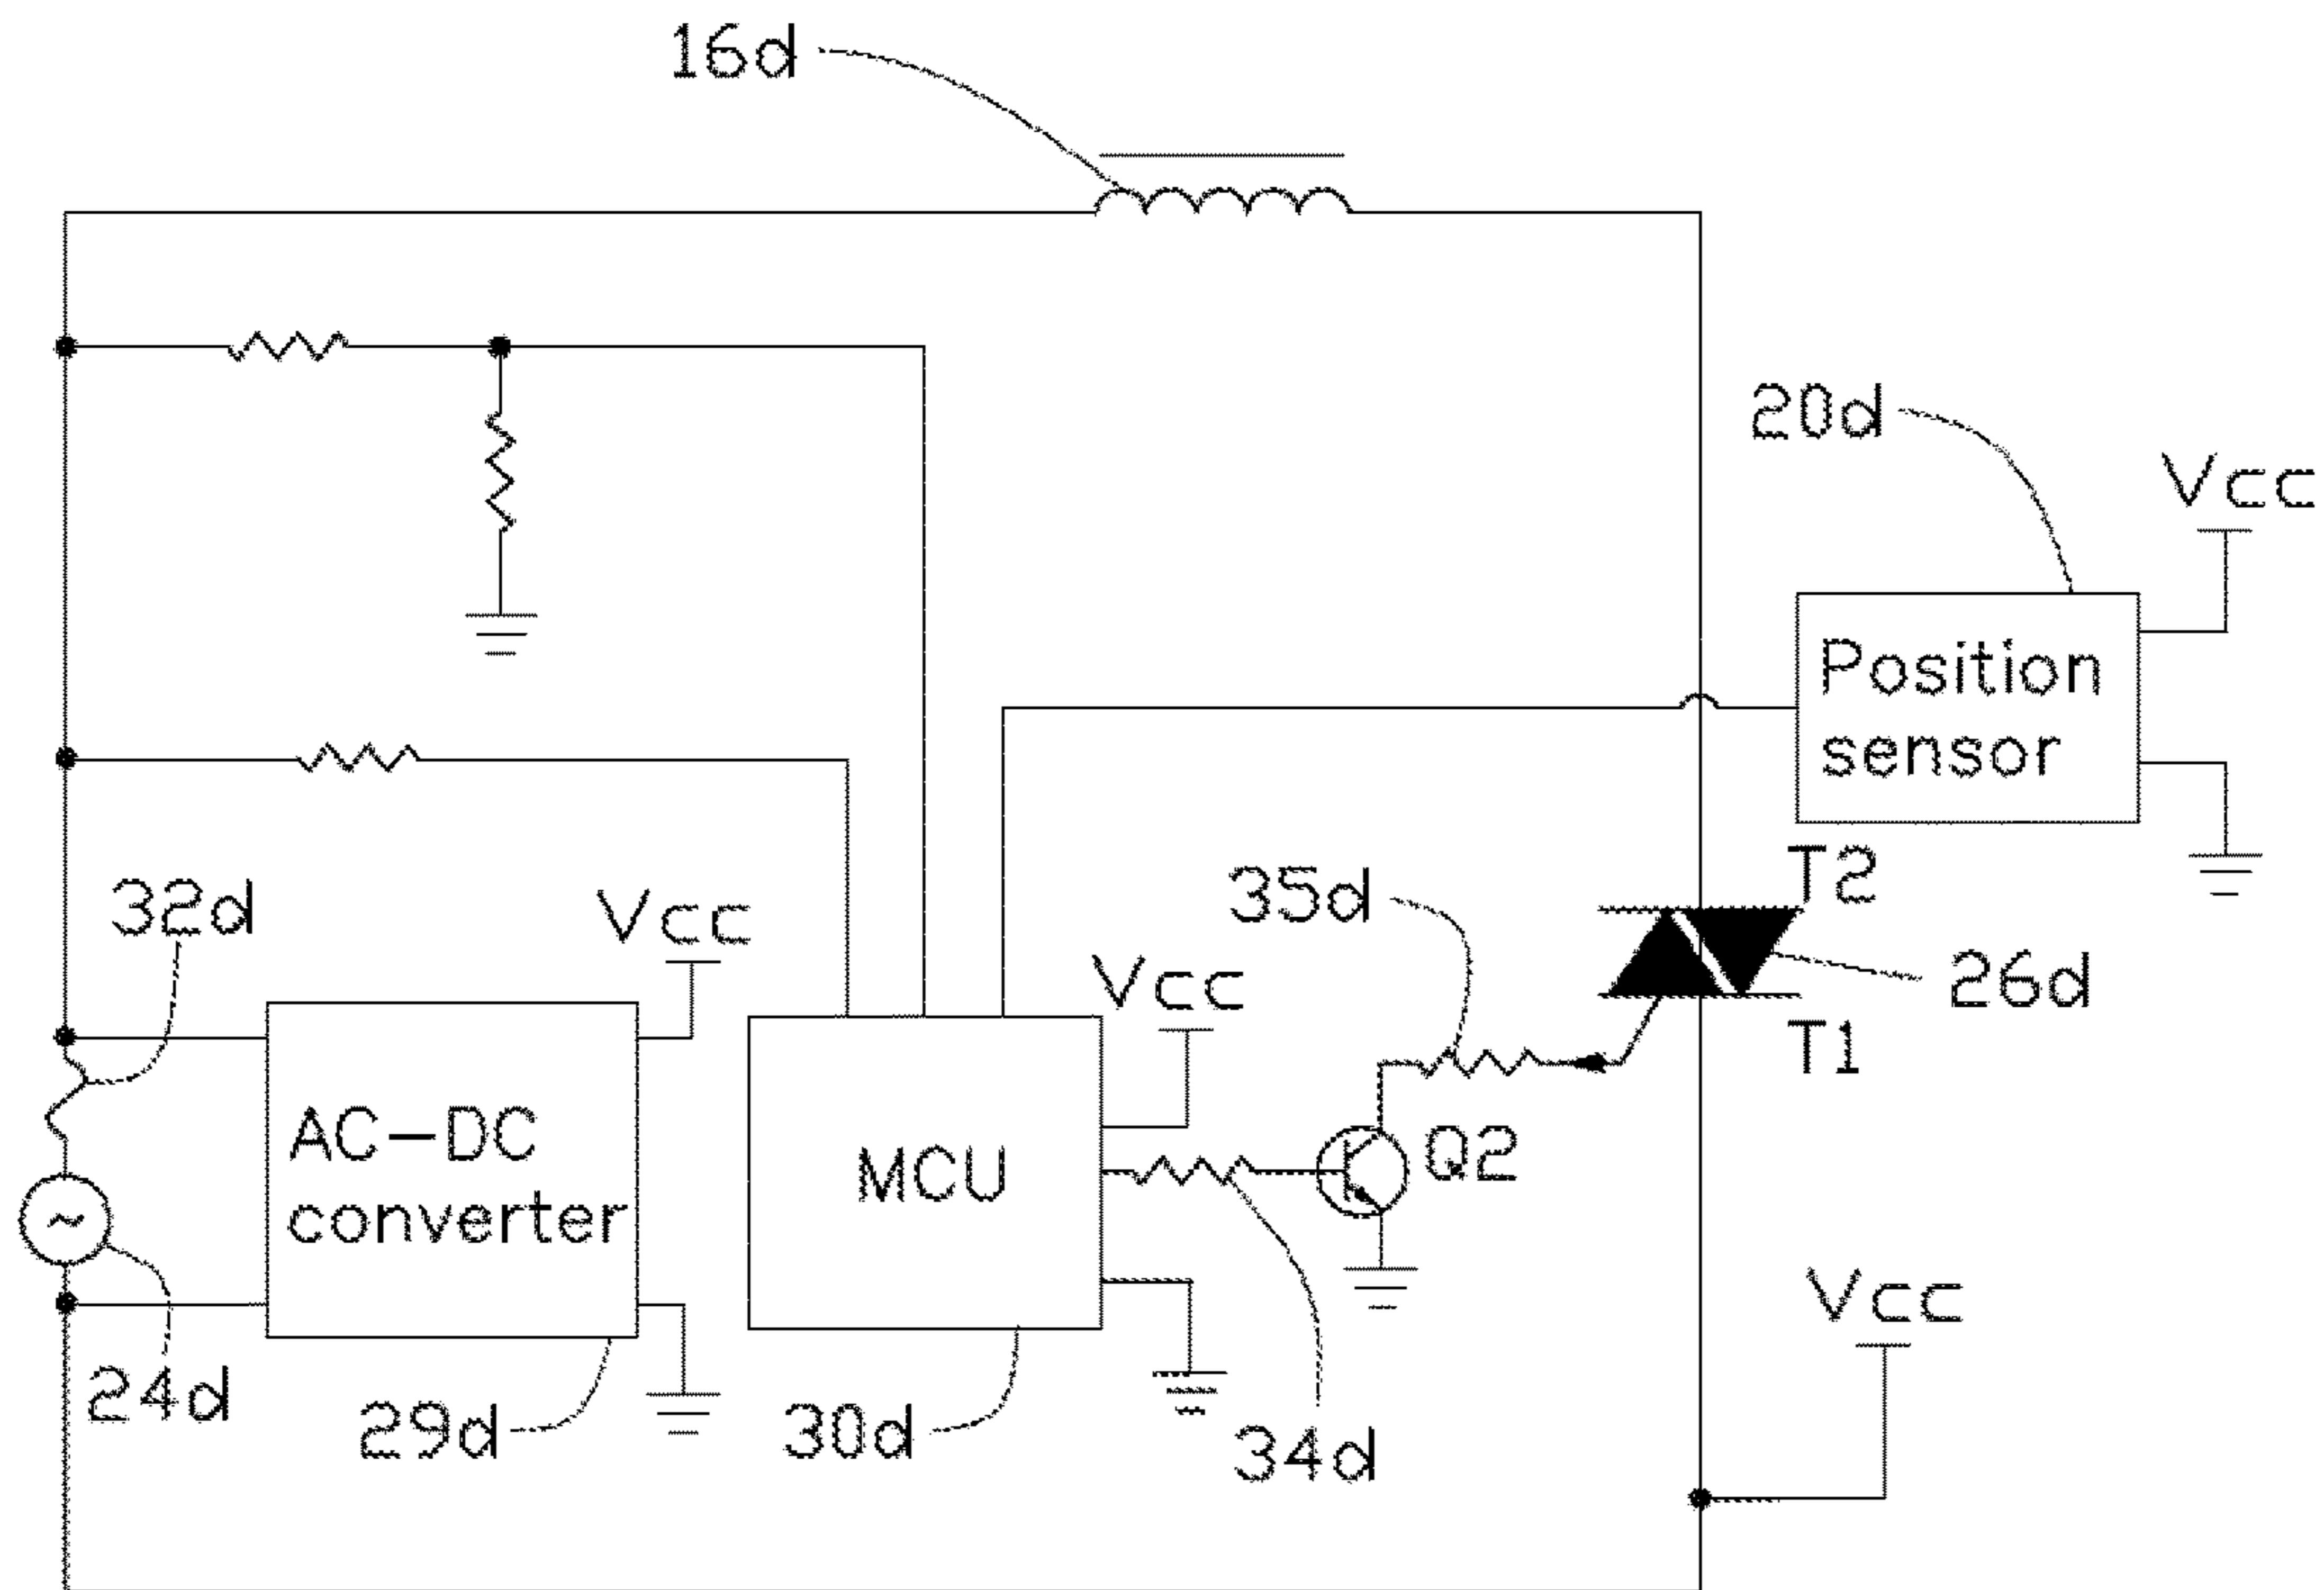 16d
20d
Vcc
Position
sensor
32d
Vcc
35d
T2
Vcc
26d
T1
AC-DC
converter
MCU
Q2
~
Vcc
24d
29d
30d
34d